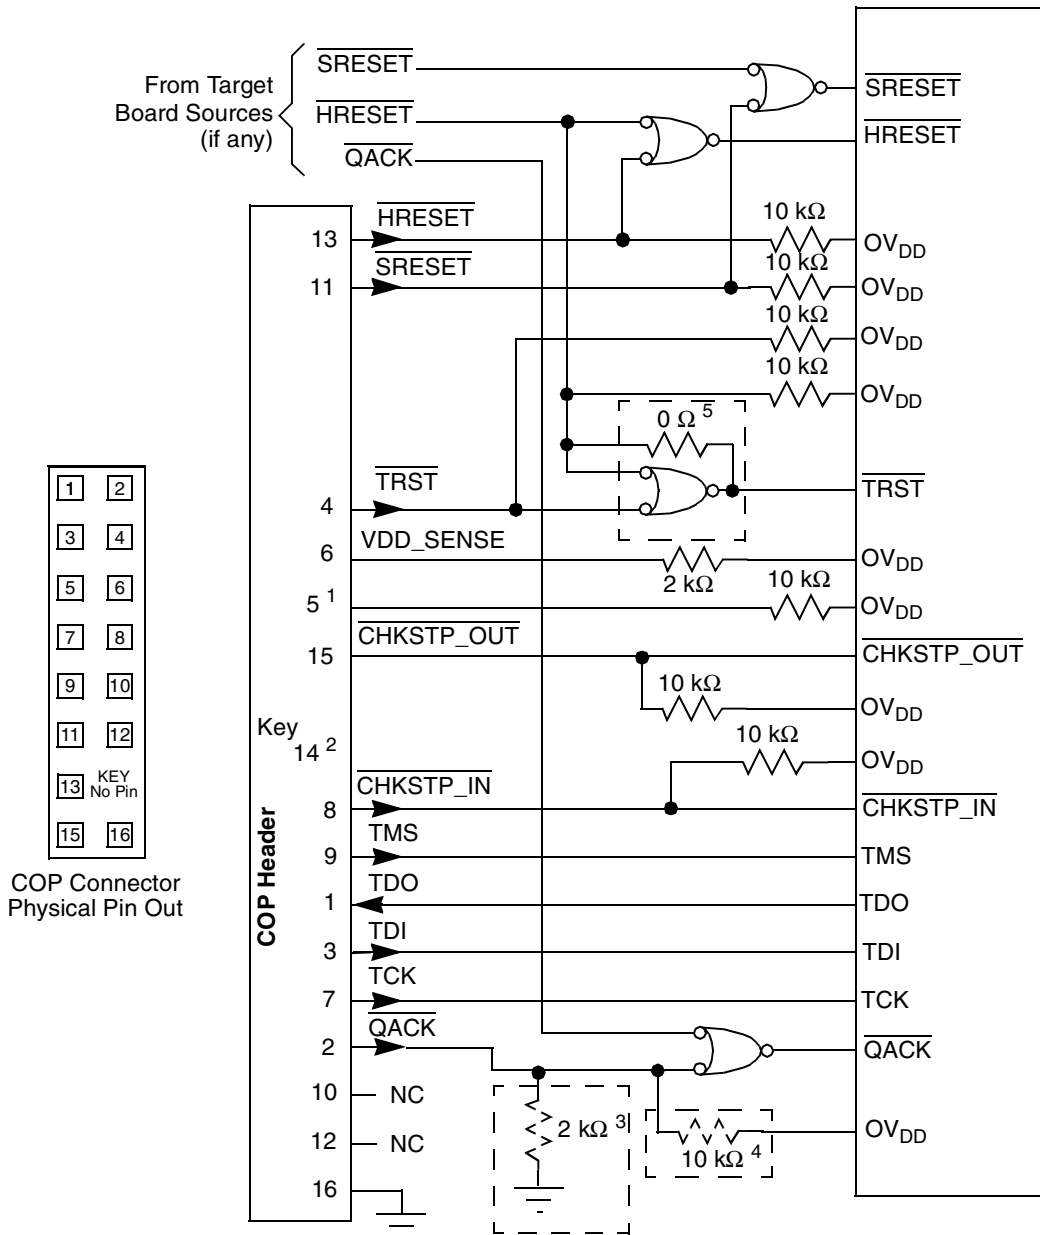 From Target
Board Sources
(if any)
SRESET
HRESET
QACK
SRESET
HRESET
13
HRESET
10 kΩ
OVDD
11
SRESET
10 kΩ
OVDD
10 kΩ
OVDD
10 kΩ
OVDD
0 Ω 5
4
TRST
TRST
6
VDD_SENSE
2 kΩ
OVDD
5 1
10 kΩ
OVDD
15
CHKSTP_OUT
CHKSTP_OUT
10 kΩ
OVDD
Key
14 2
10 kΩ
OVDD
8
CHKSTP_IN
CHKSTP_IN
9
TMS
TMS
1
TDO
TDO
3
TDI
TDI
7
TCK
TCK
2
QACK
QACK
10
NC
2 kΩ 3
10 kΩ 4
OVDD
12
NC
16
COP Header
1 2
3 4
5 6
7 8
9 10
11 12
13 KEY
No Pin
15 16
COP Connector
Physical Pin Out